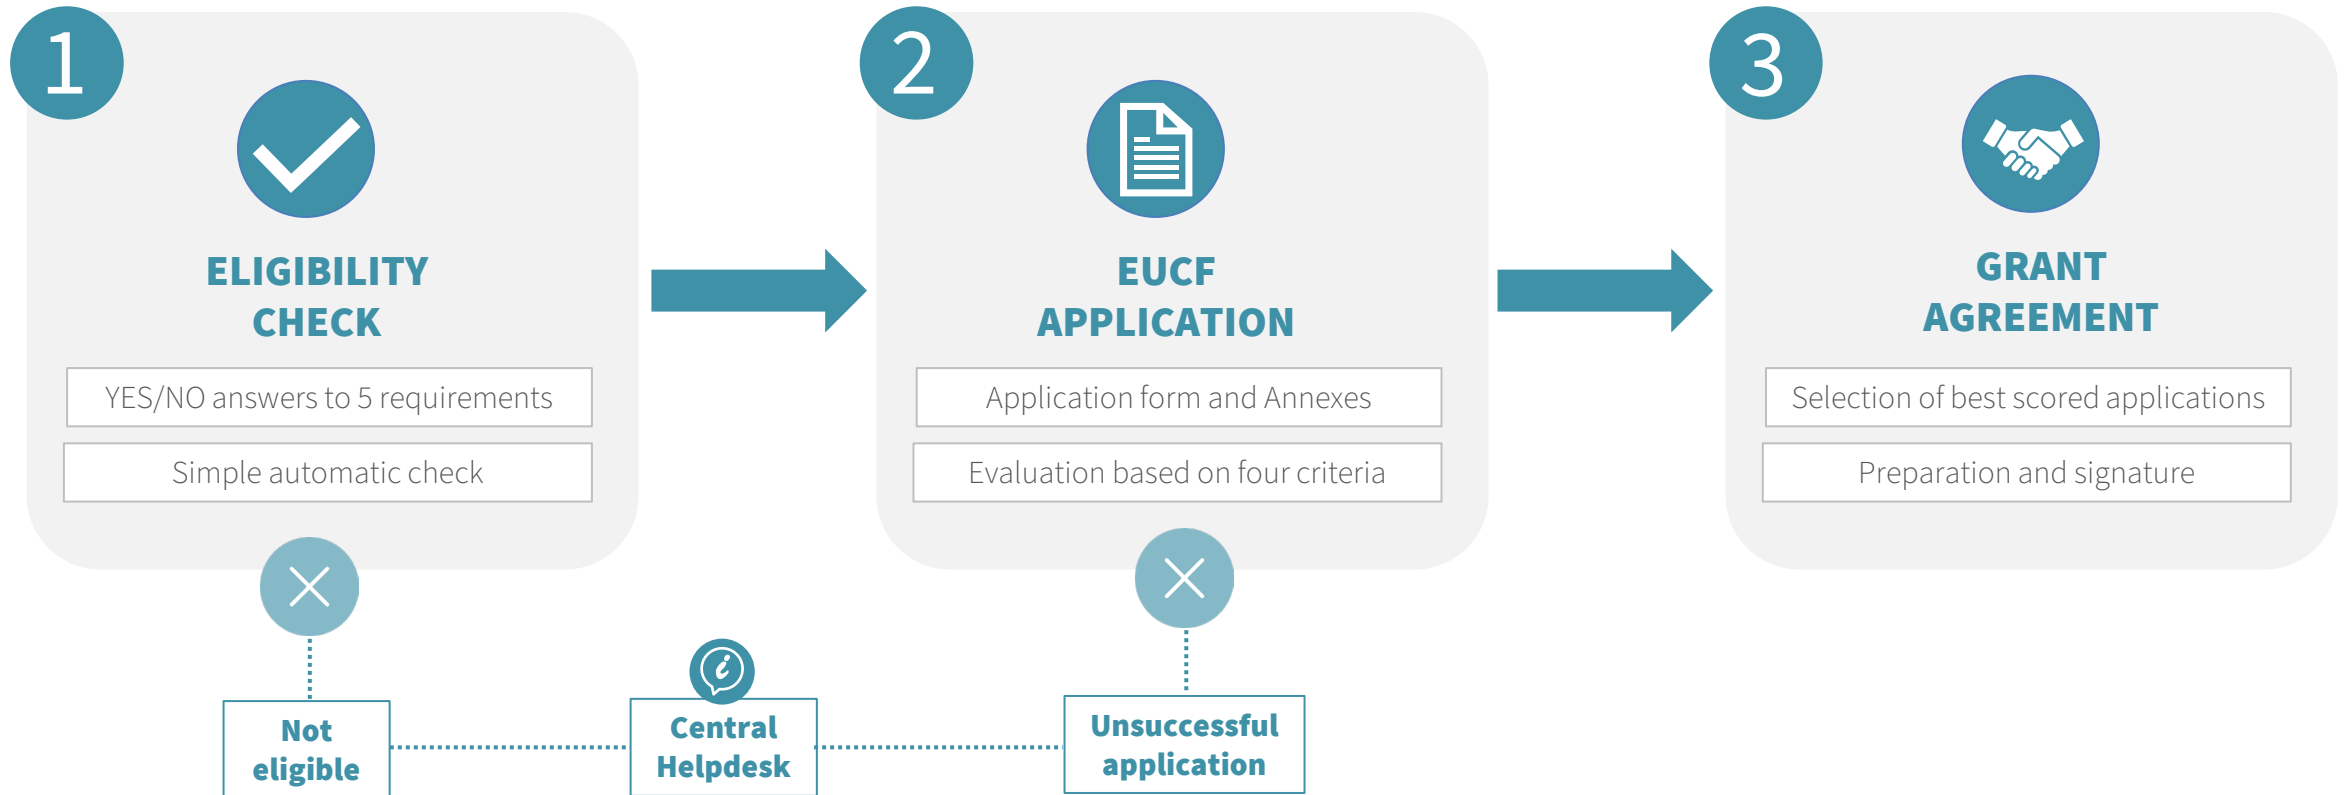 1
ELIGIBILITY
CHECK
YES/NO answers to 5 requirements
Simple automatic check
2
EUCF
APPLICATION
Application form and Annexes
Evaluation based on four criteria
3
GRANT
AGREEMENT
Selection of best scored applications
Preparation and signature
Not
eligible
i
Central
Helpdesk
Unsuccessful
application